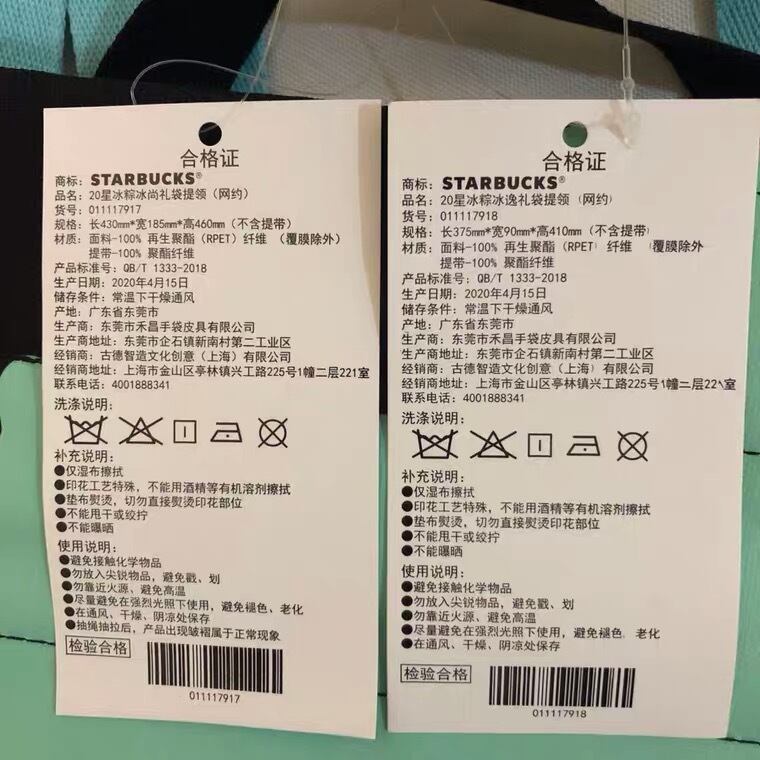 合格证
商标: STARBUCKS®
品名: 20星冰粽冰尚礼袋提领（网约）
货号: 011117917
规格: 长430mm*宽185mm*高460mm（不含提带）
材质: 面料-100% 再生聚酯（RPET）纤维 （覆膜除外）
提带-100% 聚酯纤维
产品标准号: QB/T 1333-2018
生产日期: 2020年4月15日
储存条件: 常温下干燥通风
产地: 广东省东莞市
生产商: 东莞市禾昌手袋皮具有限公司
生产商地址: 东莞市企石镇新南村第二工业区
经销商: 古德智造文化创意（上海）有限公司
经销商地址: 上海市金山区亭林镇兴工路225号1幢二层221室
联系电话: 4001888341
洗涤说明:
补充说明:
●仅湿布擦拭
●印花工艺特殊，不能用酒精等有机溶剂擦拭
●垫布熨烫，切勿直接熨烫印花部位
●不能甩干或绞拧
●不能曝晒
使用说明:
●避免接触化学物品
●勿放入尖锐物品，避免戳、划
●勿靠近火源、避免高温
●尽量避免在强烈光照下使用，避免褪色、老化
●在通风、干燥、阴凉处保存
●抽绳抽拉后，产品出现皱褶属于正常现象
检验合格
011117917
合格证
商标: STARBUCKS®
品名: 20星冰粽冰逸礼袋提领（网约）
货号: 011117918
规格: 长375mm*宽90mm*高410mm（不含提带）
材质: 面料-100% 再生聚酯（RPET）纤维 （覆膜除外
提带-100% 聚酯纤维
产品标准号: QB/T 1333-2018
生产日期: 2020年4月15日
储存条件: 常温下干燥通风
产地: 广东省东莞市
生产商: 东莞市禾昌手袋皮具有限公司
生产商地址: 东莞市企石镇新南村第二工业区
经销商: 古德智造文化创意（上海）有限公司
经销商地址: 上海市金山区亭林镇兴工路225号1幢二层221室
联系电话: 4001888341
洗涤说明:
补充说明:
●仅湿布擦拭
●印花工艺特殊，不能用酒精等有机溶剂擦拭
●垫布熨烫，切勿直接熨烫印花部位
●不能甩干或绞拧
●不能曝晒
使用说明:
●避免接触化学物品
●勿放入尖锐物品，避免戳、划
●勿靠近火源、避免高温
●尽量避免在强烈光照下使用，避免褪色、老化
●在通风、干燥、阴凉处保存
检验合格
011117918